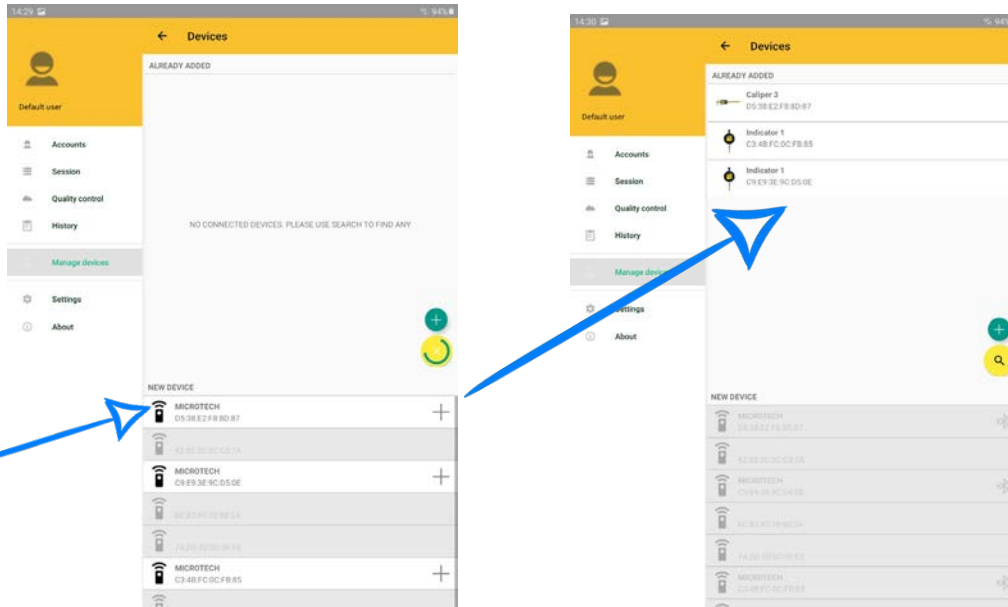 14:29
94%
Devices
Default user
Accounts
Session
Quality control
History
Manage devices
Settings
About
ALREADY ADDED
NO CONNECTED DEVICES. PLEASE USE SEARCH TO FIND ANY
NEW DEVICE
MICROTECH
D5:38:E2:F8:8D:87
MICROTECH
C9:E9:3E:9C:D5:0E
MICROTECH
C3:4B:FC:0C:FB:85
14:30
94%
Devices
Default user
Accounts
Session
Quality control
History
Manage devices
Settings
About
ALREADY ADDED
Caliper 3
D5:38:E2:F8:8D:87
Indicator 1
C3:4B:FC:0C:FB:85
Indicator 1
C9:E9:3E:9C:D5:0E
NEW DEVICE
MICROTECH
MICROTECH
MICROTECH